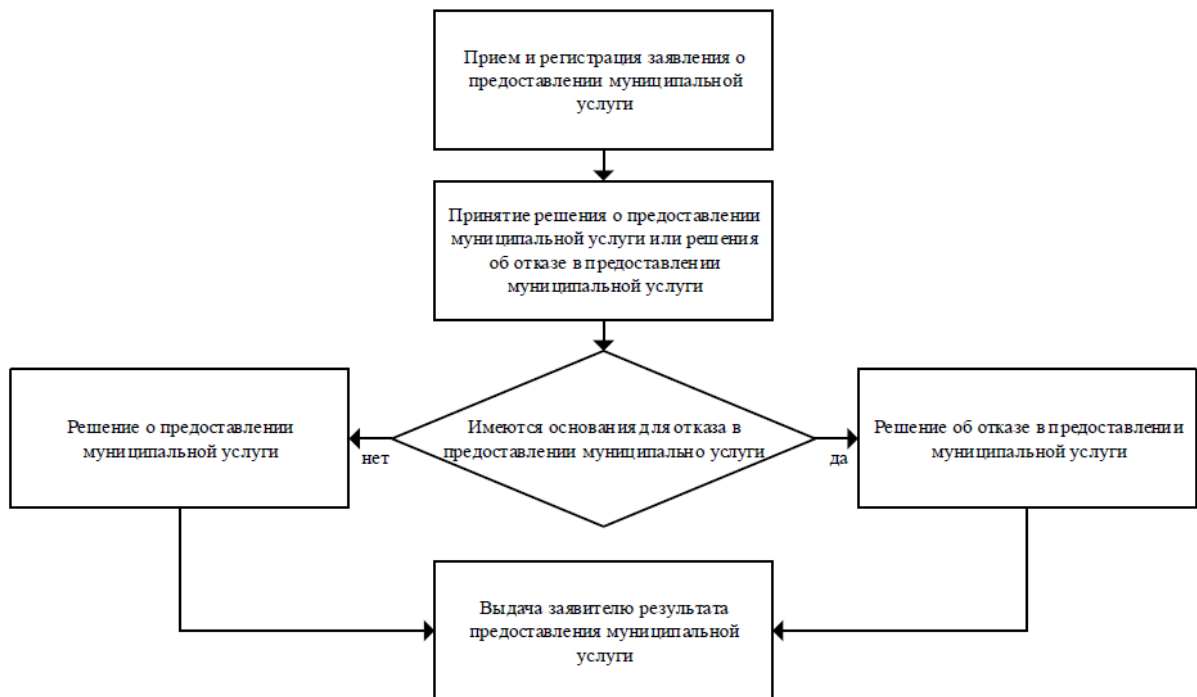 Прием и регистрация заявления о
предоставлении муниципальной
услуги
Принятие решения о предоставлении
муниципальной услуги или решения
об отказе в предоставлении
муниципальной услуги
Решение о предоставлении
муниципальной услуги
нет
Имеются основания для отказа в
предоставлении муниципально услуги
да
Решение об отказе в предоставлении
муниципальной услуги
Выдача заявителю результата
предоставления муниципальной
услуги